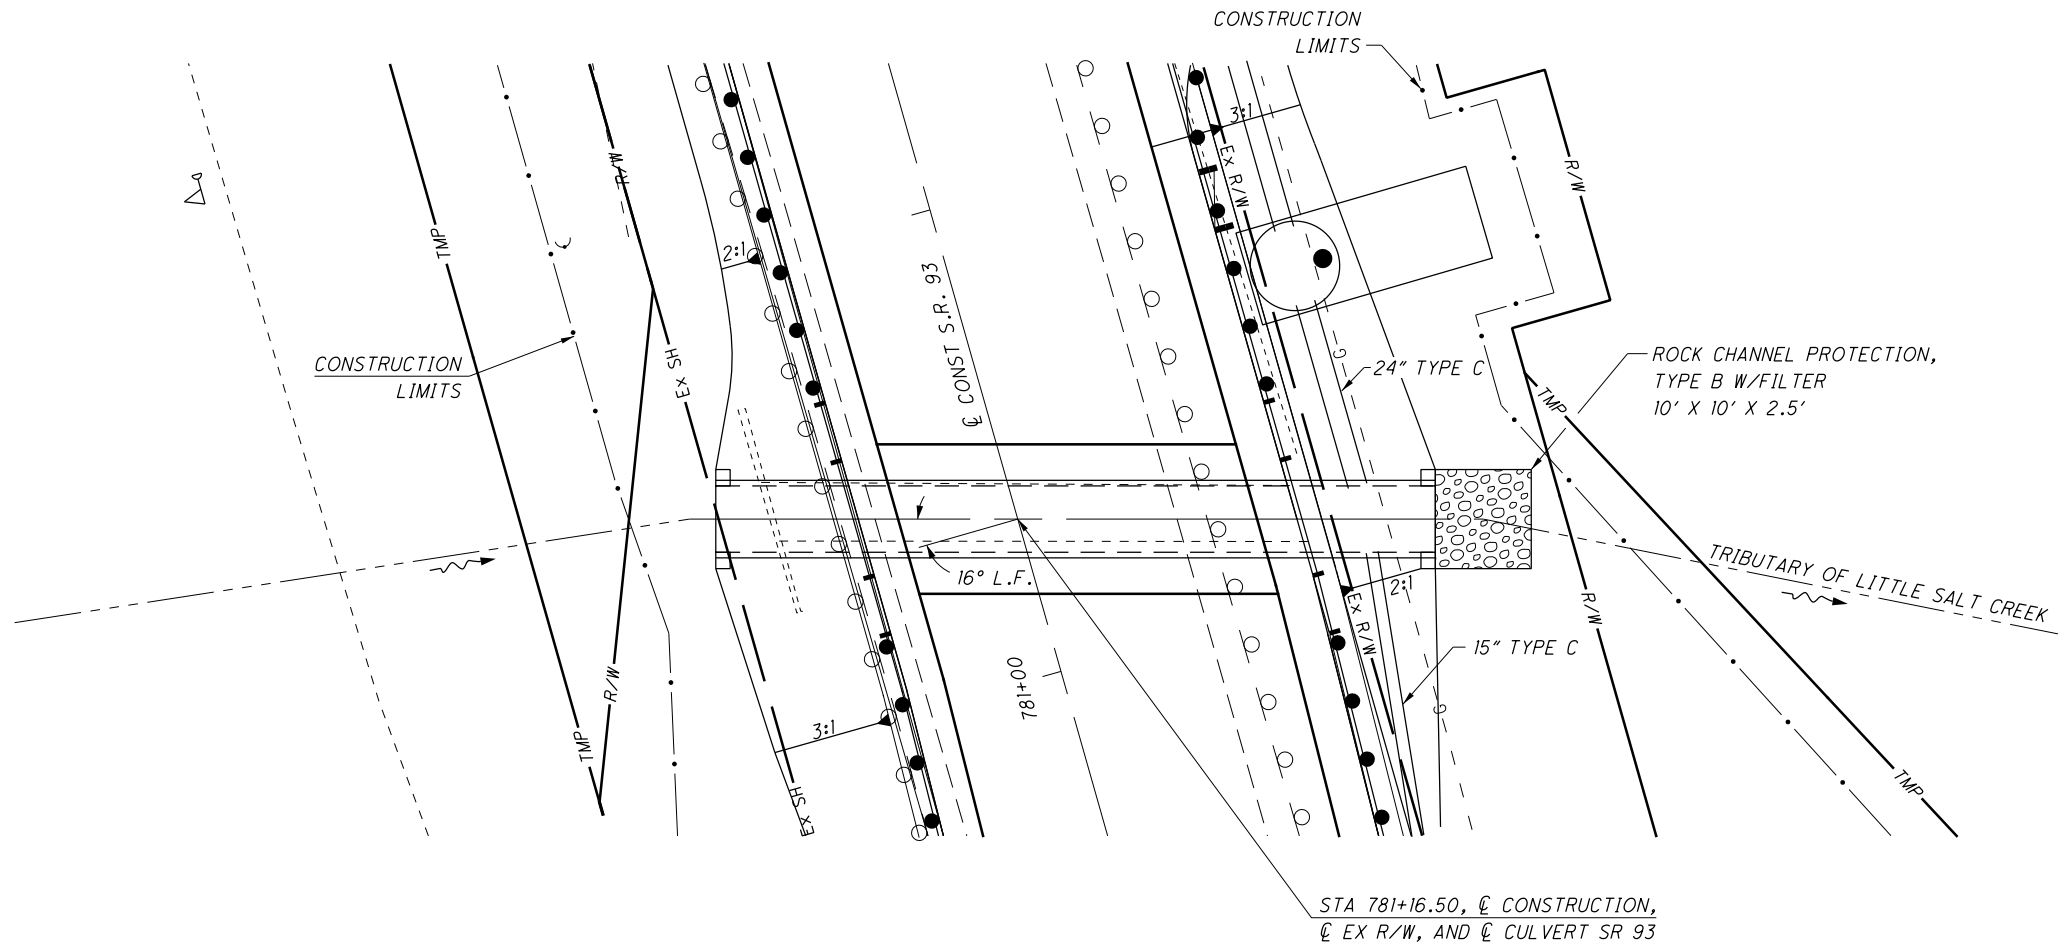 CONSTRUCTION
LIMITS
3:1
R/W
Ex R/W
R/W
TMP
2:1
℄ CONST S.R. 93
CONSTRUCTION
LIMITS
Ex SH
24" TYPE C
ROCK CHANNEL PROTECTION,
TYPE B W/FILTER
10' X 10' X 2.5'
TMP
16° L.F.
2:1
TRIBUTARY OF LITTLE SALT CREEK
Ex R/W
R/W
15" TYPE C
781+00
R/W
TMP
3:1
Ex SH
TMP
STA 781+16.50, ℄ CONSTRUCTION,
℄ EX R/W, AND ℄ CULVERT SR 93